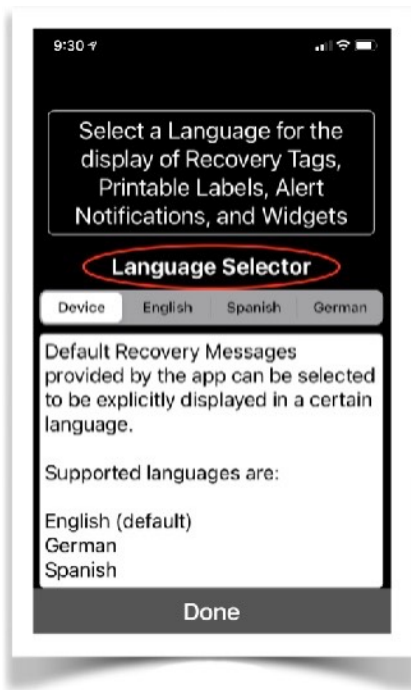 9:30
Select a Language for the
display of Recovery Tags,
Printable Labels, Alert
Notifications, and Widgets
Language Selector
Device English Spanish German
Default Recovery Messages
provided by the app can be selected
to be explicitly displayed in a certain
language.
Supported languages are:
English (default)
German
Spanish
Done